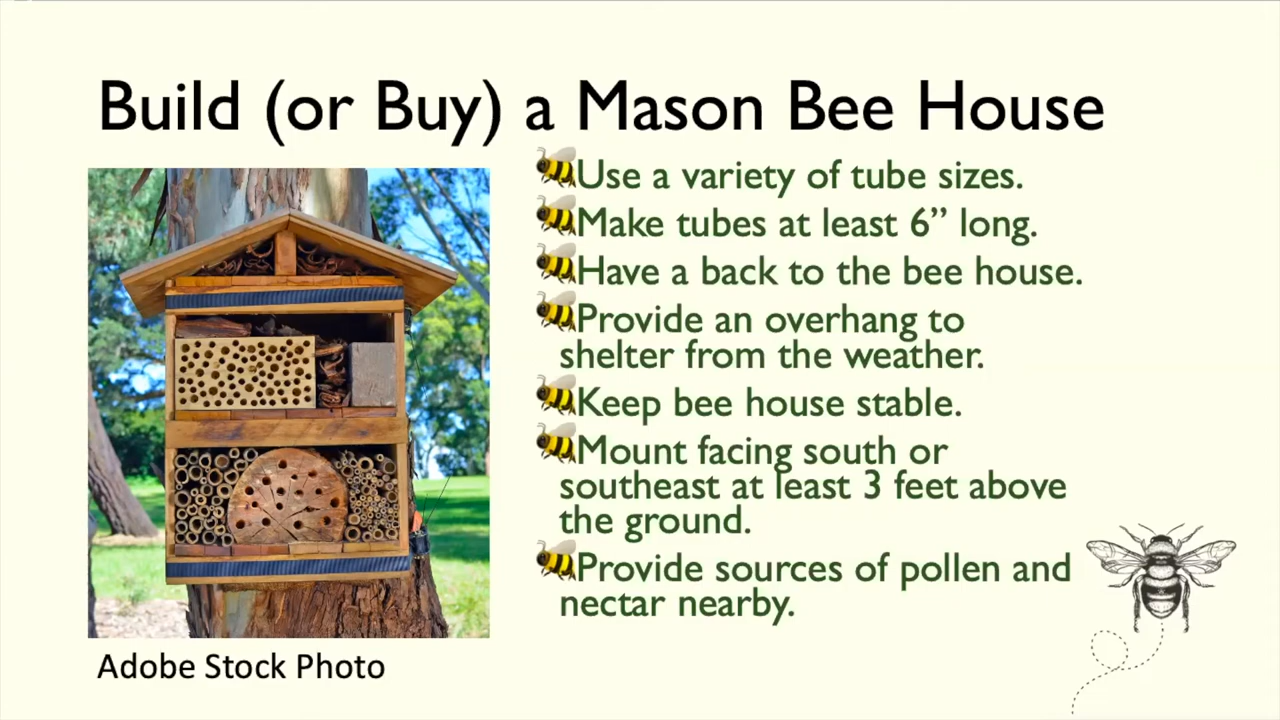 Build (or Buy) a Mason Bee House
Use a variety of tube sizes.
Make tubes at least 6” long.
Have a back to the bee house.
Provide an overhang to
shelter from the weather.
Keep bee house stable.
Mount facing south or
southeast at least 3 feet above
the ground.
Provide sources of pollen and
nectar nearby.
Adobe Stock Photo